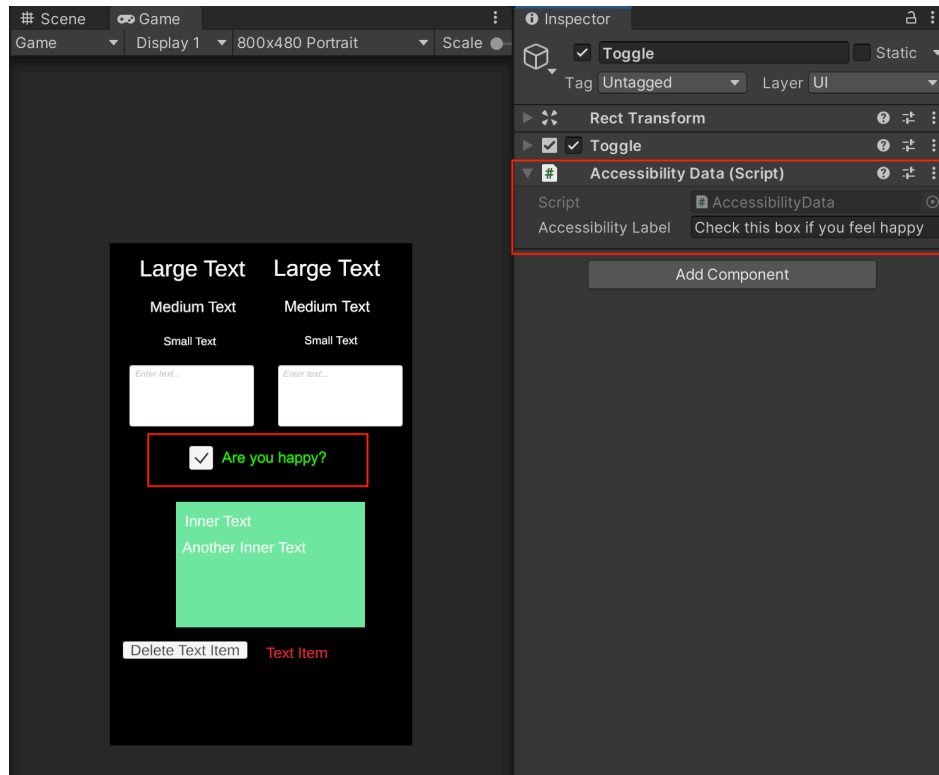 Scene Game
Game Display 1 800x480 Portrait Scale
Large Text Large Text
Medium Text Medium Text
Small Text Small Text
Enter text... Enter text...
Are you happy?
Inner Text
Another Inner Text
Delete Text Item Text Item
Inspector
Toggle Static
Tag Untagged Layer UI
Rect Transform
Toggle
# Accessibility Data (Script)
Script # AccessibilityData
Accessibility Label Check this box if you feel happy
Add Component